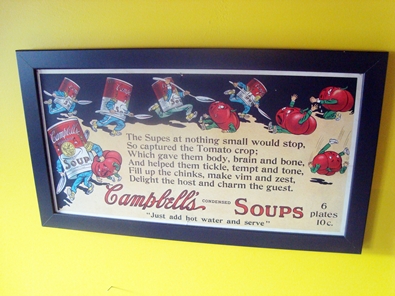 The Supes at nothing small would stop,
So captured the Tomato crop;
Which gave them body, brain and bone,
And helped them tickle, tempt and tone,
Fill up the chinks, make vim and zest,
Delight the host and charm the guest.
Campbell's
SOUP
Campbell's CONDENSED SOUPS
"Just add hot water and serve"
6
plates
10c.